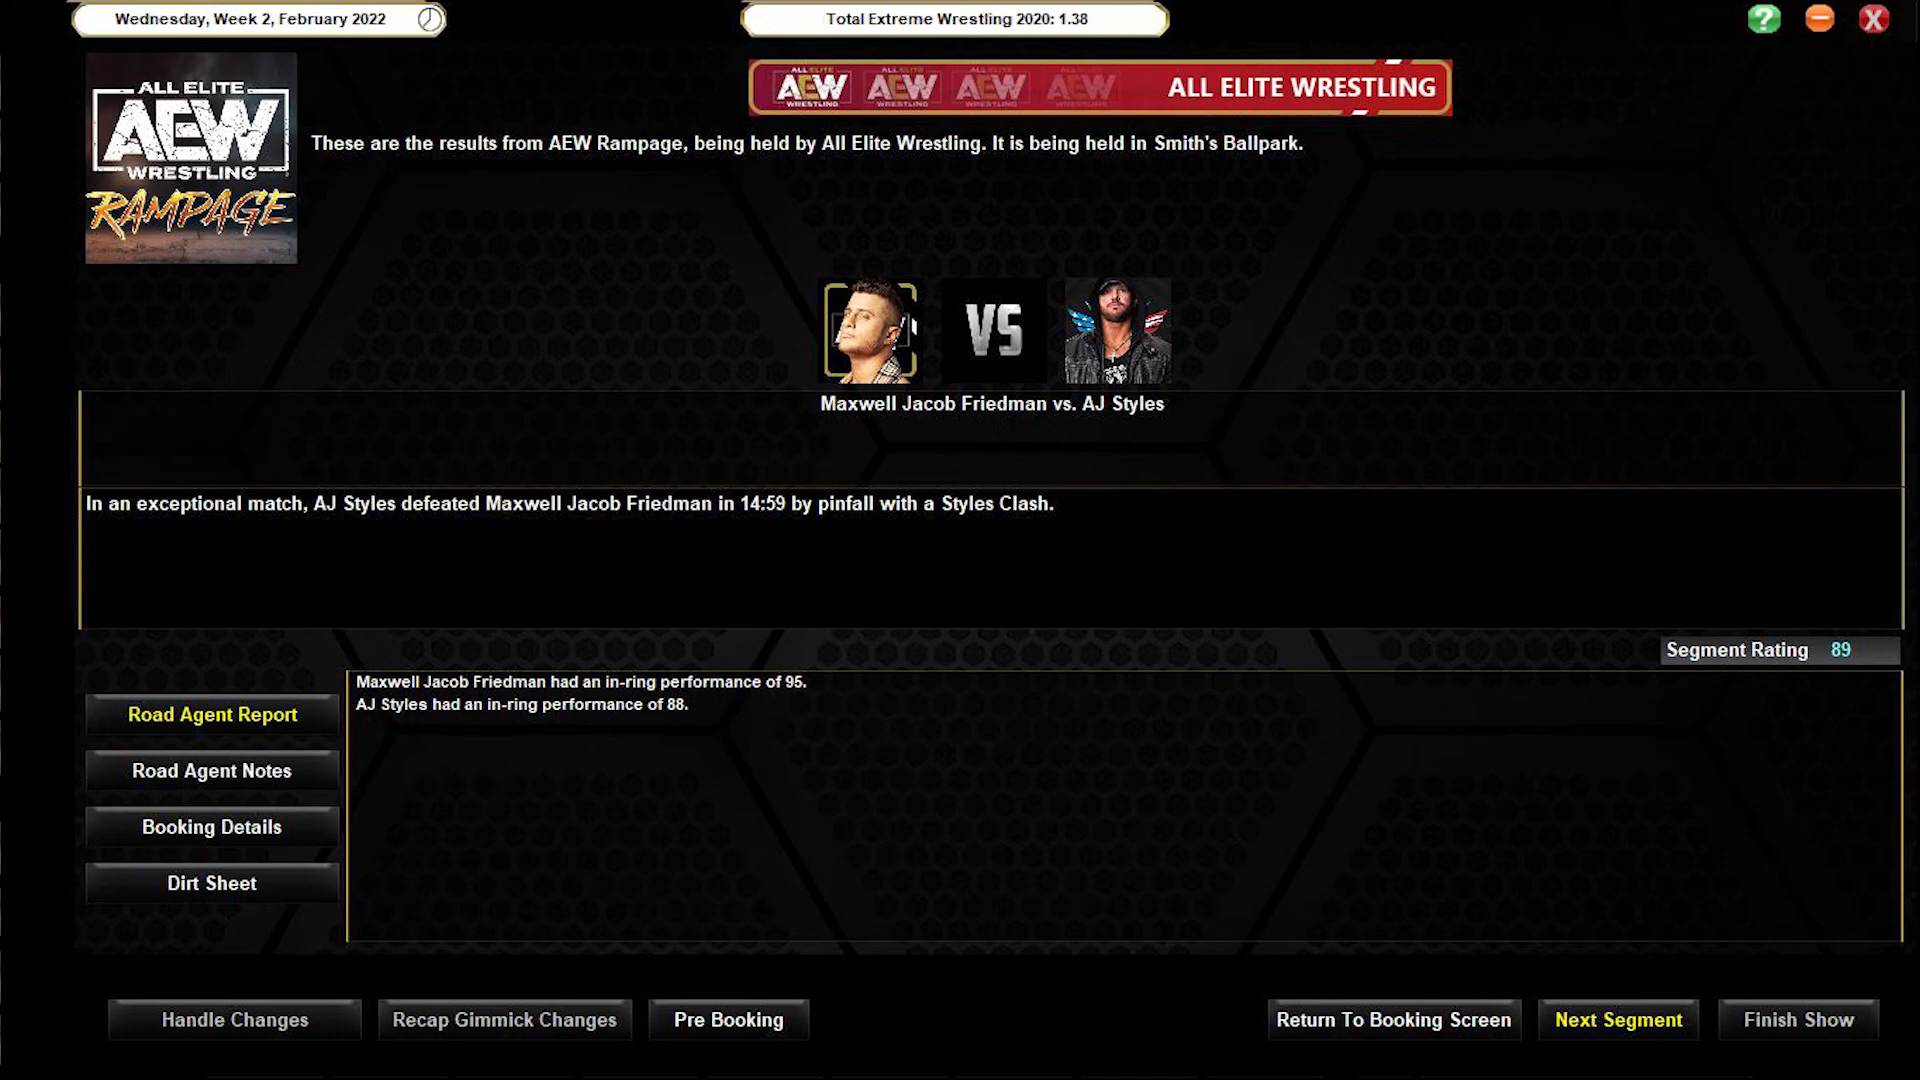 Wednesday, Week 2, February 2022
Total Extreme Wrestling 2020: 1.38
ALL ELITE
AEW
WRESTLING
RAMPAGE
ALL ELITE AEW WRESTLING
AEW WRESTLING
AEW
AEW
ALL ELITE WRESTLING
These are the results from AEW Rampage, being held by All Elite Wrestling. It is being held in Smith's Ballpark.
VS
Maxwell Jacob Friedman vs. AJ Styles
In an exceptional match, AJ Styles defeated Maxwell Jacob Friedman in 14:59 by pinfall with a Styles Clash.
Segment Rating 89
Maxwell Jacob Friedman had an in-ring performance of 95.
AJ Styles had an in-ring performance of 88.
Road Agent Report
Road Agent Notes
Booking Details
Dirt Sheet
Handle Changes
Recap Gimmick Changes
Pre Booking
Return To Booking Screen
Next Segment
Finish Show